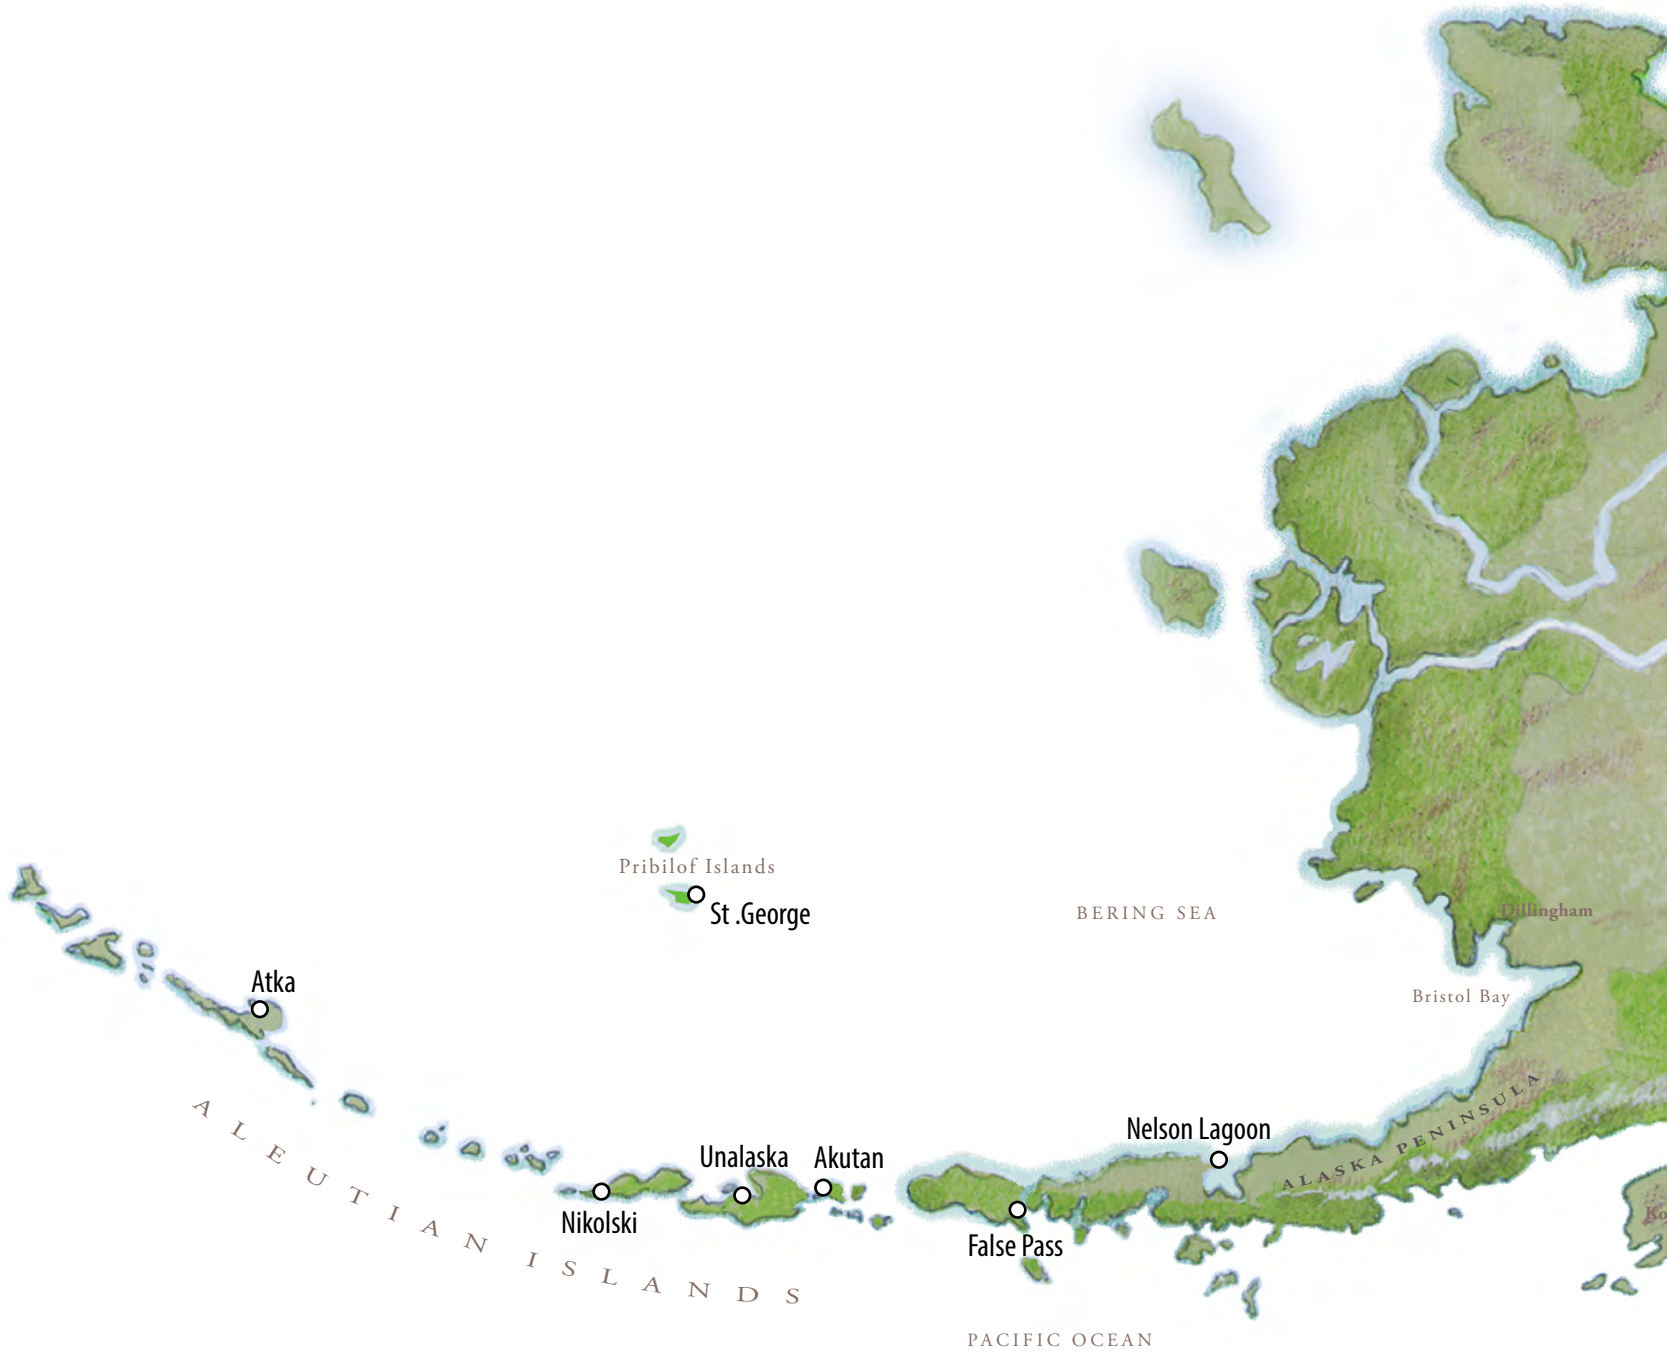 Pribilof Islands
St .George
BERING SEA
Dillingham
Atka
Bristol Bay
ALEUTIAN ISLANDS
Nelson Lagoon
ALASKA PENINSULA
Unalaska
Akutan
Nikolski
False Pass
Ko
PACIFIC OCEAN